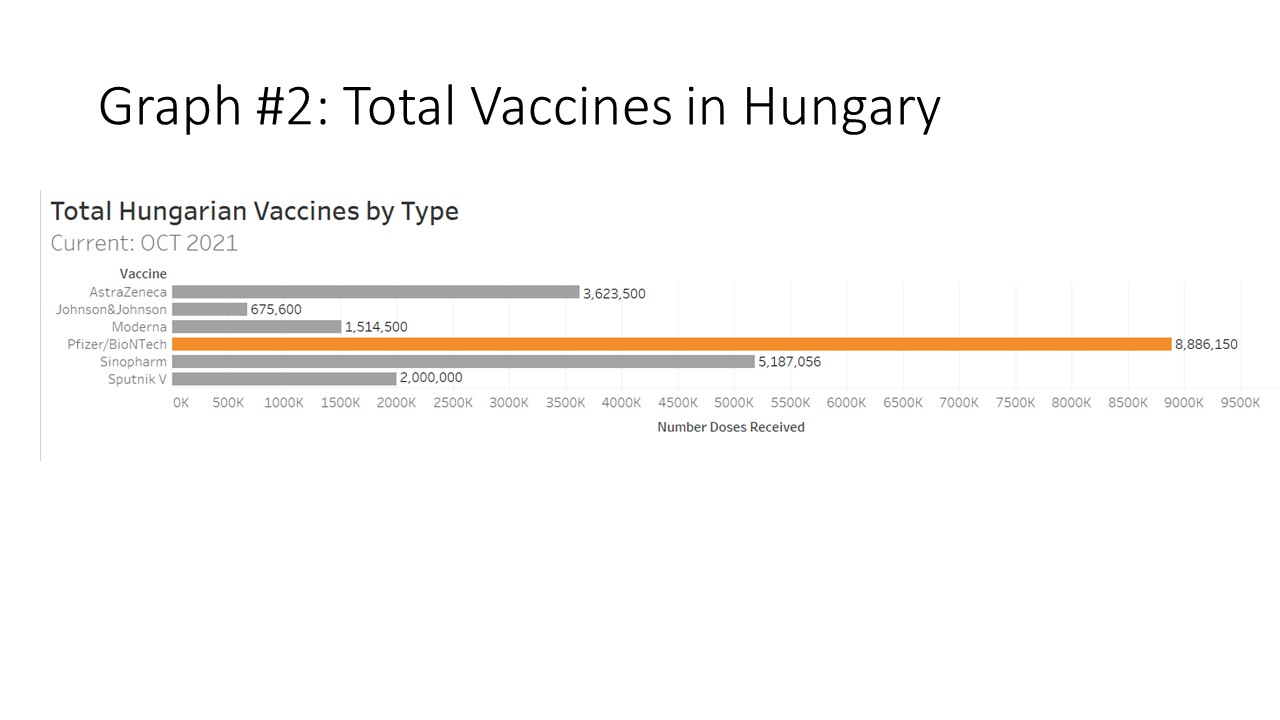 Graph #2: Total Vaccines in Hungary
Total Hungarian Vaccines by Type
Current: OCT 2021
Vaccine
AstraZeneca 3,623,500
Johnson&Johnson 675,600
Moderna 1,514,500
Pfizer/BioNTech 8,886,150
Sinopharm 5,187,056
Sputnik V 2,000,000
0K 500K 1000K 1500K 2000K 2500K 3000K 3500K 4000K 4500K 5000K 5500K 6000K 6500K 7000K 7500K 8000K 8500K 9000K 9500K
Number Doses Received